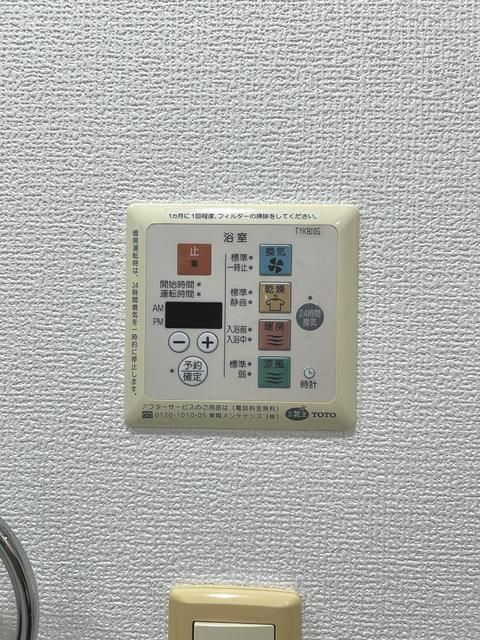 1カ月に1回程度、フィルターの掃除をしてください。
TYK810G
浴室
暖房運転時は、24時間換気を一時的に停止します。
止
換気
標準
一時止
開始時間
運転時間
乾燥
標準
静音
AM
PM
24時間
換気
暖房
入浴前
入浴中
予約
確定
涼風
標準
弱
時計
アフターサービスのご用命は(電話料金無料)
0120-1010-05 東陶メンテナンス(株)
三乾王 TOTO